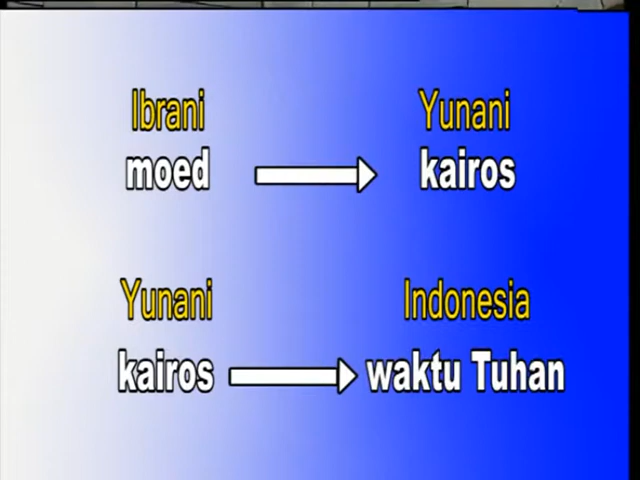 Ibrani Yunani
moed kairos
Yunani Indonesia
kairos waktu Tuhan